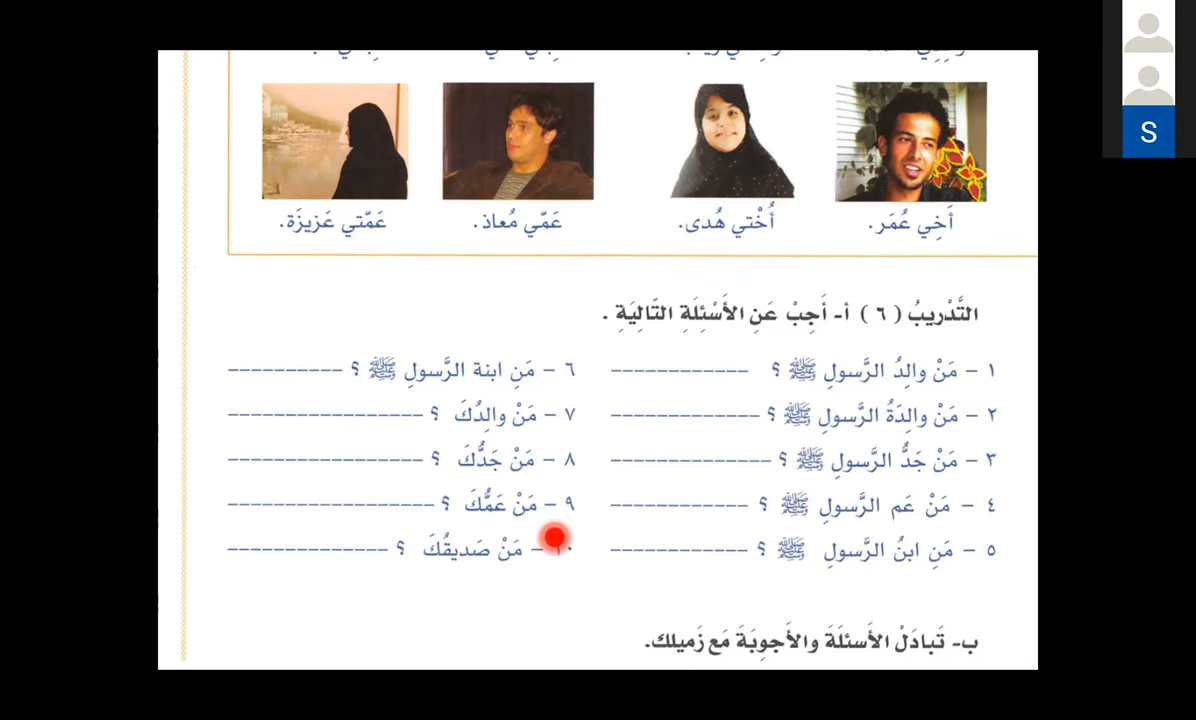 أَخِي عُمَر. أُخْتي هُدى. عَمّي مُعاذ. عَمّتي عَزيزَة.
التَّدْريبُ ( ٦ ) أ- أَجِبْ عَنِ الأَسْئِلَةِ التّالِيَةِ .
١ - مَنْ والِدُ الرَّسولِ ﷺ ؟ ------------
٢ - مَنْ والِدَةُ الرَّسولِ ﷺ ؟ -------------
٣ - مَنْ جَدُّ الرَّسولِ ﷺ ؟ --------------
٤ - مَنْ عَم الرَّسولِ ﷺ ؟ ------------
٥ - مَنِ ابنُ الرَّسولِ ﷺ ؟ ------------
٦ - مَنِ ابنة الرَّسولِ ﷺ ؟ ----------
٧ - مَنْ والِدُكَ ؟ -----------------
٨ - مَنْ جَدُّكَ ؟ -----------------
٩ - مَنْ عَمُّكَ ؟ ------------------
١٠ - مَنْ صَديقُكَ ؟ --------------
ب- تَبادَلْ الأَسئلَةَ والأَجوِبَةَ مَع زَميلك.
S